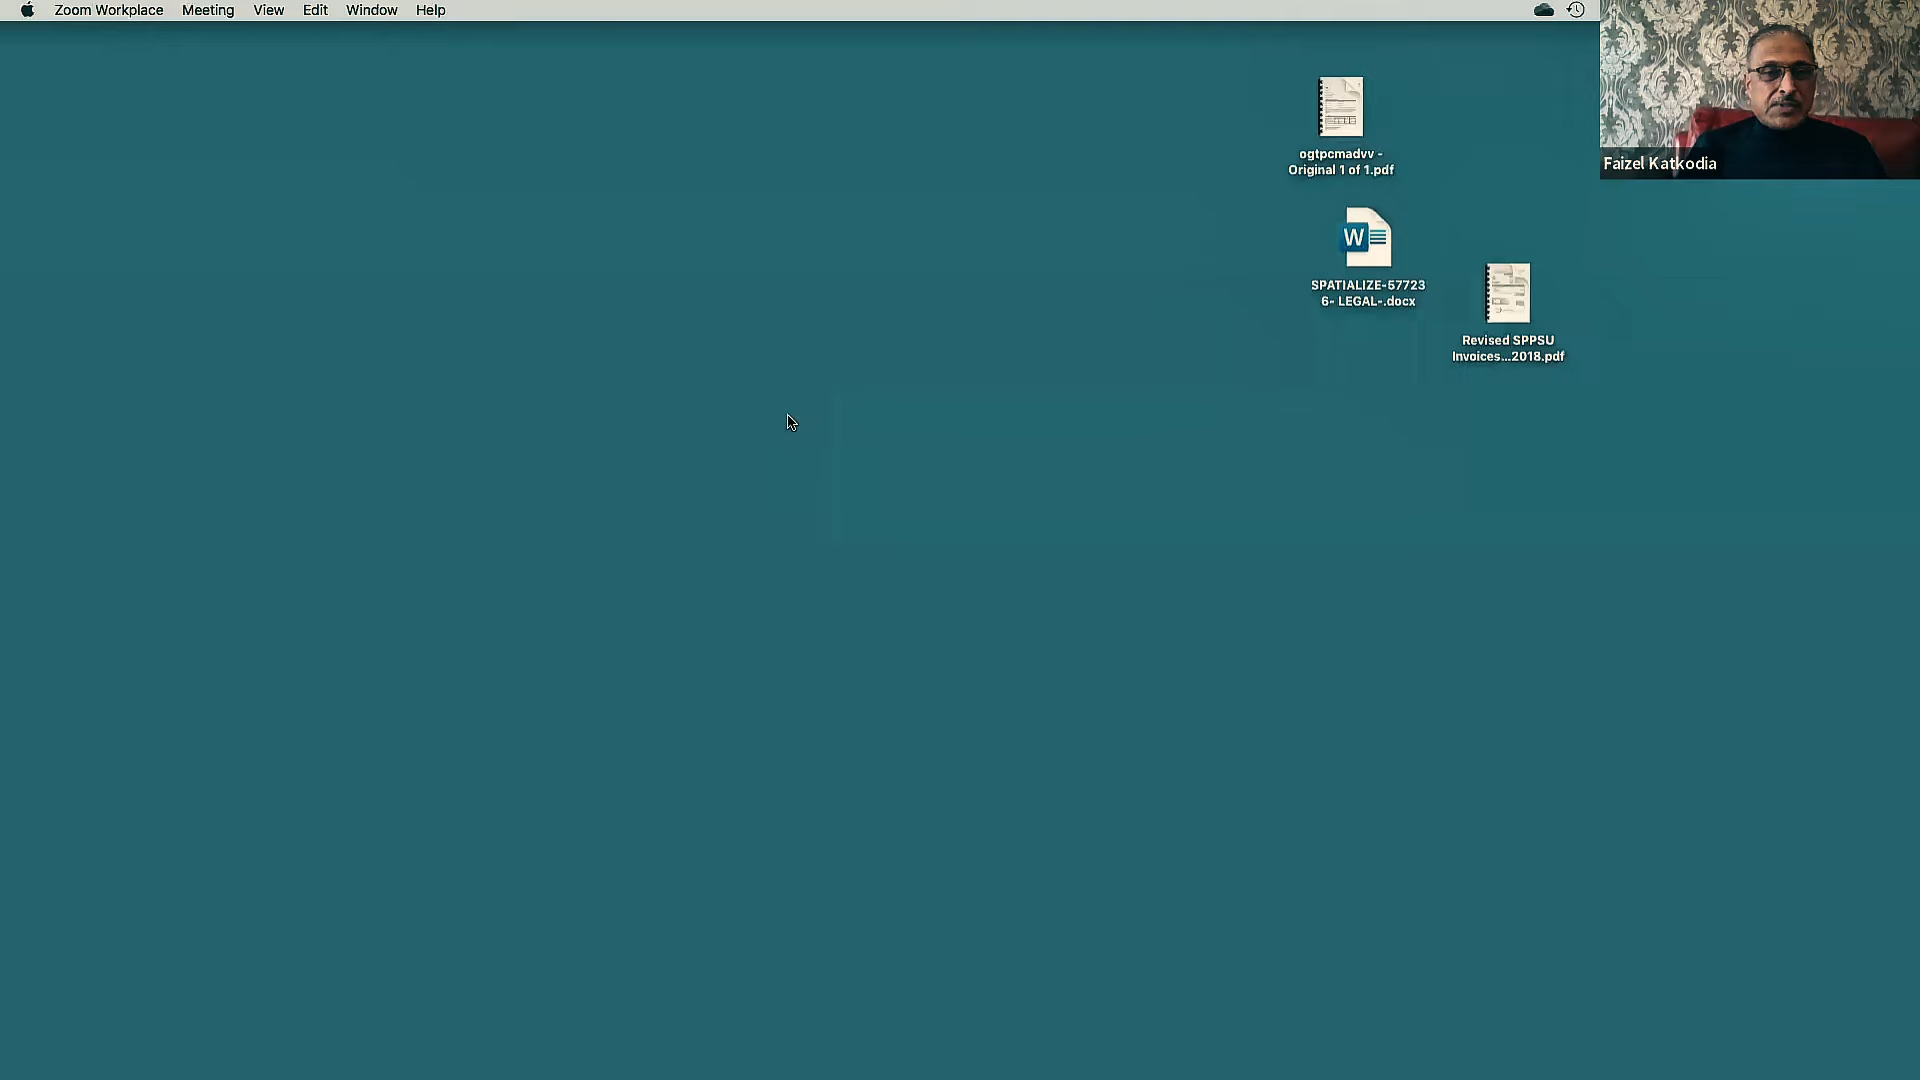 Zoom Workplace Meeting View Edit Window Help
ogtpcmadvv -
Original 1 of 1.pdf
W
SPATIALIZE-57723
6- LEGAL-.docx
Revised SPPSU
Invoices...2018.pdf
Faizel Katkodia